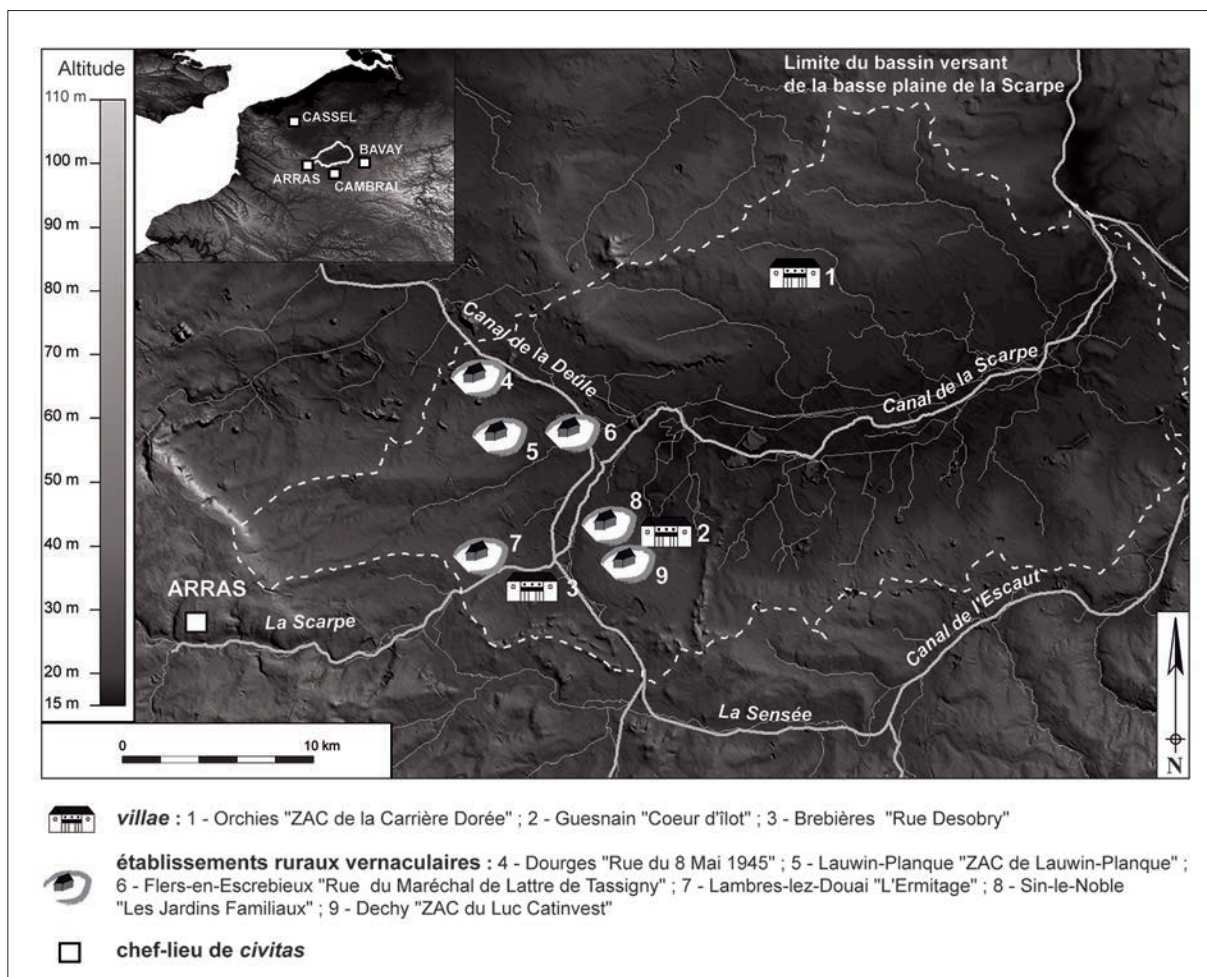 Altitude
110 m
100 m
90 m
80 m
70 m
60 m
50 m
40 m
30 m
20 m
15 m
CASSEL
BAVAY
ARRAS
CAMBRAI
Limite du bassin versant
de la basse plaine de la Scarpe
1
Canal de la Deûle
4
Canal de la Scarpe
6
5
8
2
7
9
3
ARRAS
La Scarpe
Canal de l'Escaut
La Sensée
0 10 km
N
villae : 1 - Orchies "ZAC de la Carrière Dorée" ; 2 - Guesnain "Coeur d'îlot" ; 3 - Brebières "Rue Desobry"
établissements ruraux vernaculaires : 4 - Dourges "Rue du 8 Mai 1945" ; 5 - Lauwin-Planque "ZAC de Lauwin-Planque" ;
6 - Flers-en-Escrebieux "Rue du Maréchal de Lattre de Tassigny" ; 7 - Lambres-lez-Douai "L'Ermitage" ; 8 - Sin-le-Noble
"Les Jardins Familiaux" ; 9 - Dechy "ZAC du Luc Catinvest"
chef-lieu de civitas